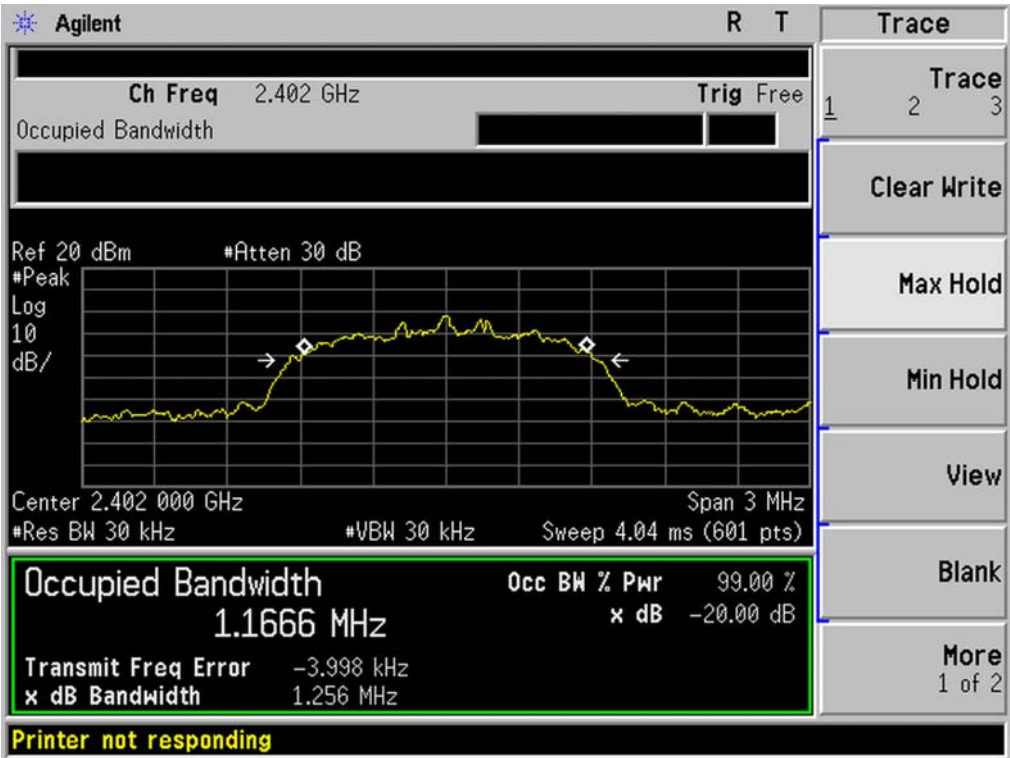 Agilent R T Trace
Ch Freq 2.402 GHz Trig Free
Occupied Bandwidth
Ref 20 dBm #Atten 30 dB
#Peak
Log
10
dB/
Center 2.402 000 GHz Span 3 MHz
#Res BW 30 kHz #VBW 30 kHz Sweep 4.04 ms (601 pts)
Occupied Bandwidth
1.1666 MHz
Occ BW % Pwr 99.00 %
x dB -20.00 dB
Transmit Freq Error -3.998 kHz
x dB Bandwidth 1.256 MHz
Printer not responding
Trace
1 2 3
Clear Write
Max Hold
Min Hold
View
Blank
More
1 of 2